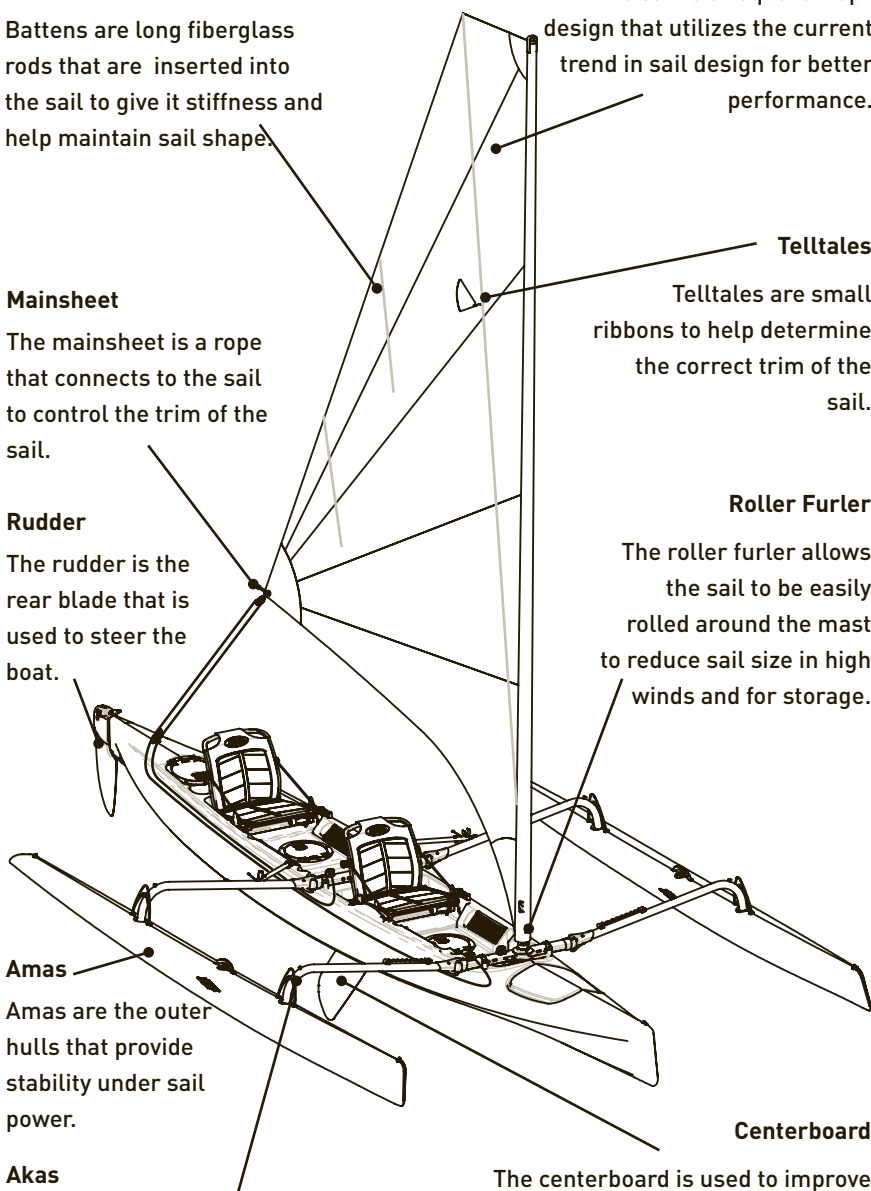 Battens are long fiberglass
rods that are inserted into
the sail to give it stiffness and
help maintain sail shape.
design that utilizes the current
trend in sail design for better
performance.
Telltales
Telltales are small
ribbons to help determine
the correct trim of the
sail.
Mainsheet
The mainsheet is a rope
that connects to the sail
to control the trim of the
sail.
Rudder
The rudder is the
rear blade that is
used to steer the
boat.
Roller Furler
The roller furler allows
the sail to be easily
rolled around the mast
to reduce sail size in high
winds and for storage.
Amas
Amas are the outer
hulls that provide
stability under sail
power.
Akas
Centerboard
The centerboard is used to improve